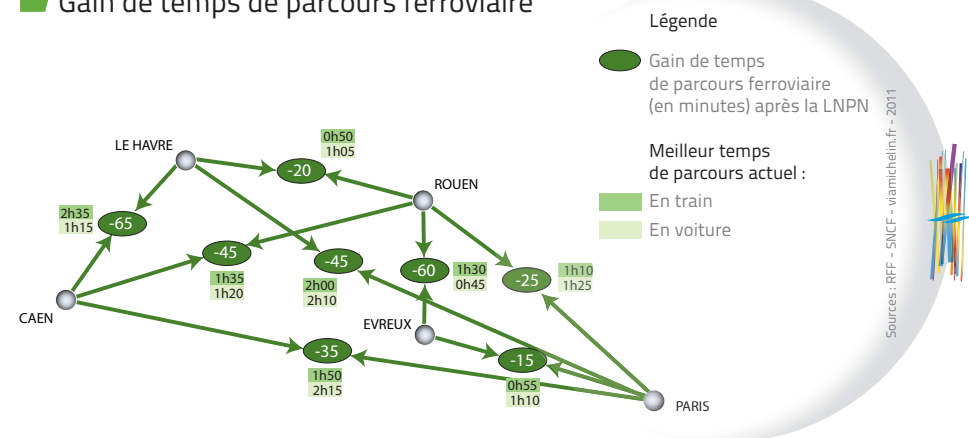 Gain de temps de parcours ferroviaire
Légende
Gain de temps
de parcours ferroviaire
(en minutes) après la LNPN
Meilleur temps
de parcours actuel :
En train
En voiture
Sources : RFF - SNCF - viamichelin.fr - 2011
LE HAVRE
0h50
1h05
-20
ROUEN
2h35
1h15
-65
-45
1h35
1h20
-45
2h00
2h10
-60
1h30
0h45
-25
1h10
1h25
CAEN
EVREUX
-35
1h50
2h15
-15
0h55
1h10
PARIS